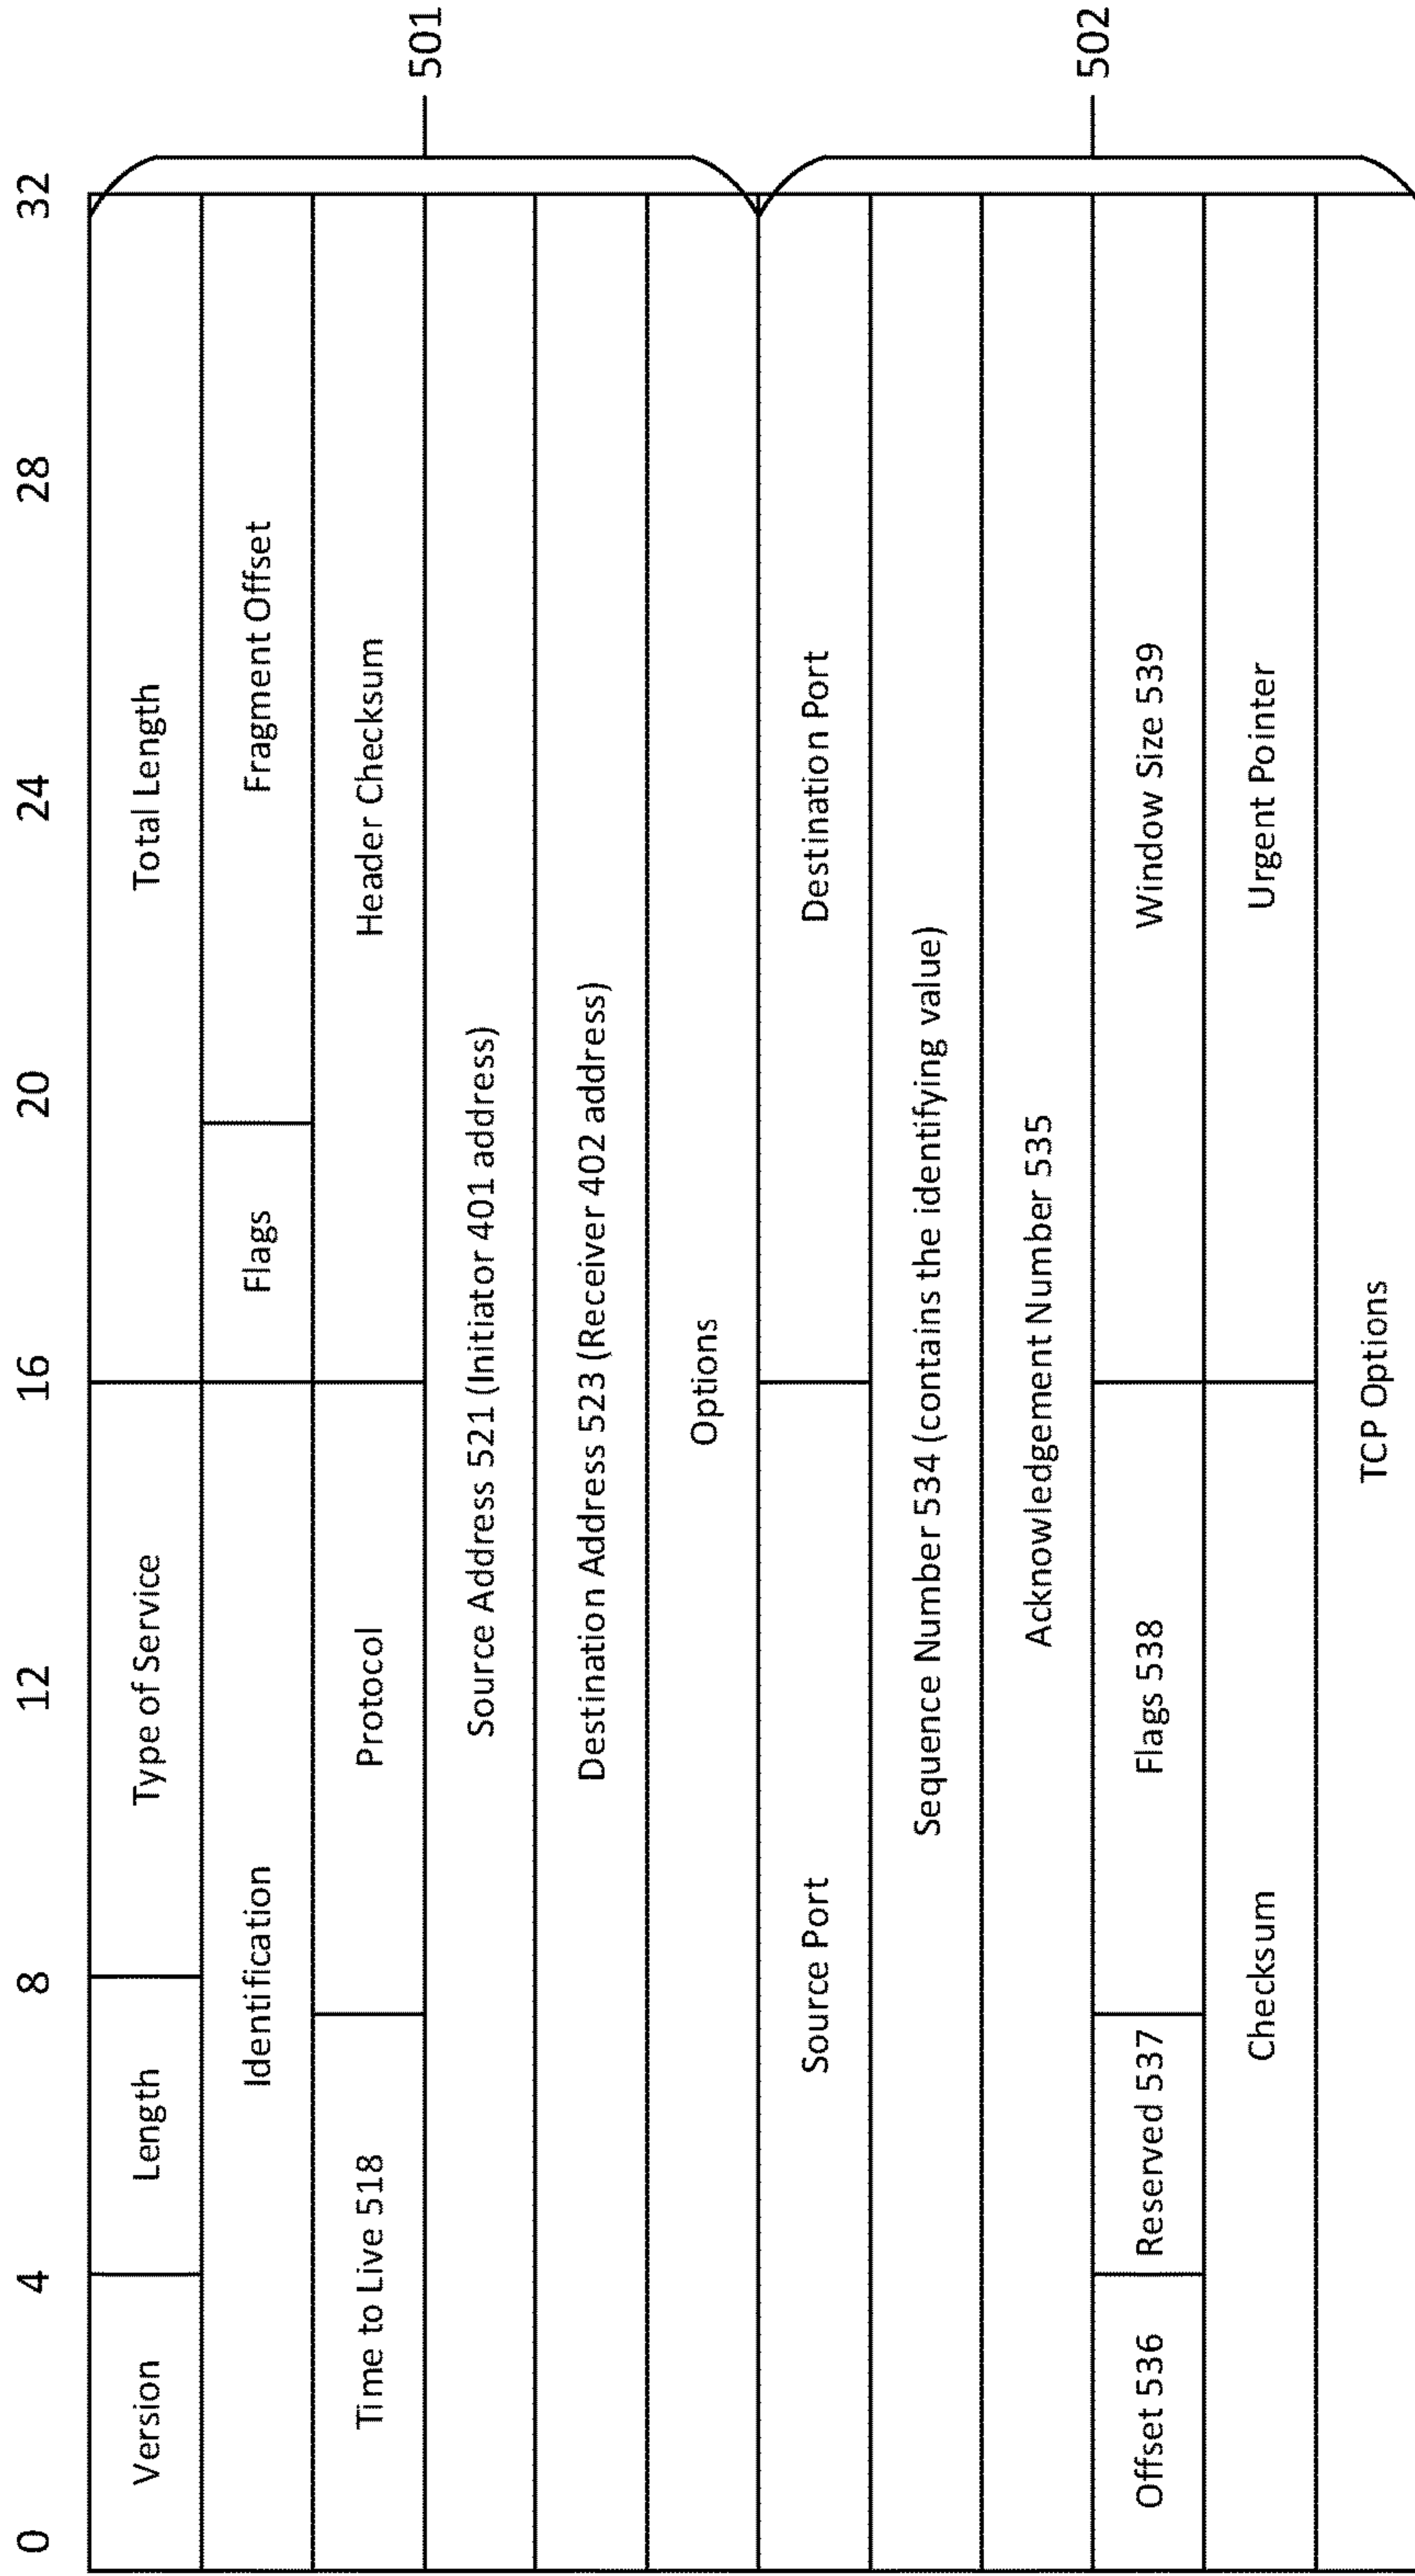 0 4 8 12 16 20 24 28 32
Version Length Type of Service Total Length
Identification Flags Fragment Offset
Time to Live 518 Protocol Header Checksum
Source Address 521 (Initiator 401 address)
501
Destination Address 523 (Receiver 402 address)
Options
Source Port Destination Port
Sequence Number 534 (contains the identifying value)
Acknowledgement Number 535
502
Offset 536 Reserved 537 Flags 538 Window Size 539
Checksum Urgent Pointer
TCP Options